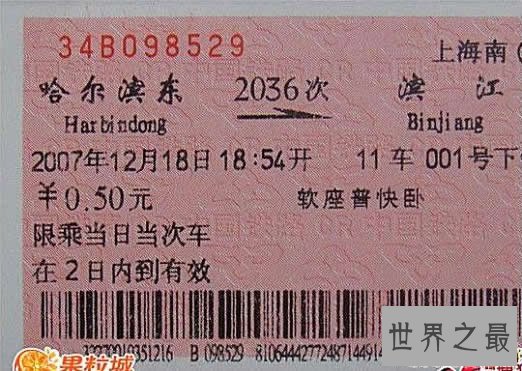 34B098529
上海南
哈尔滨东 2036次 滨江
Harbindong Binjiang
2007年12月18日18:54开 11车 001号下
￥0.50元 软座普快卧
限乘当日当次车
在2日内到有效
B 098529
世界之最
果粒城